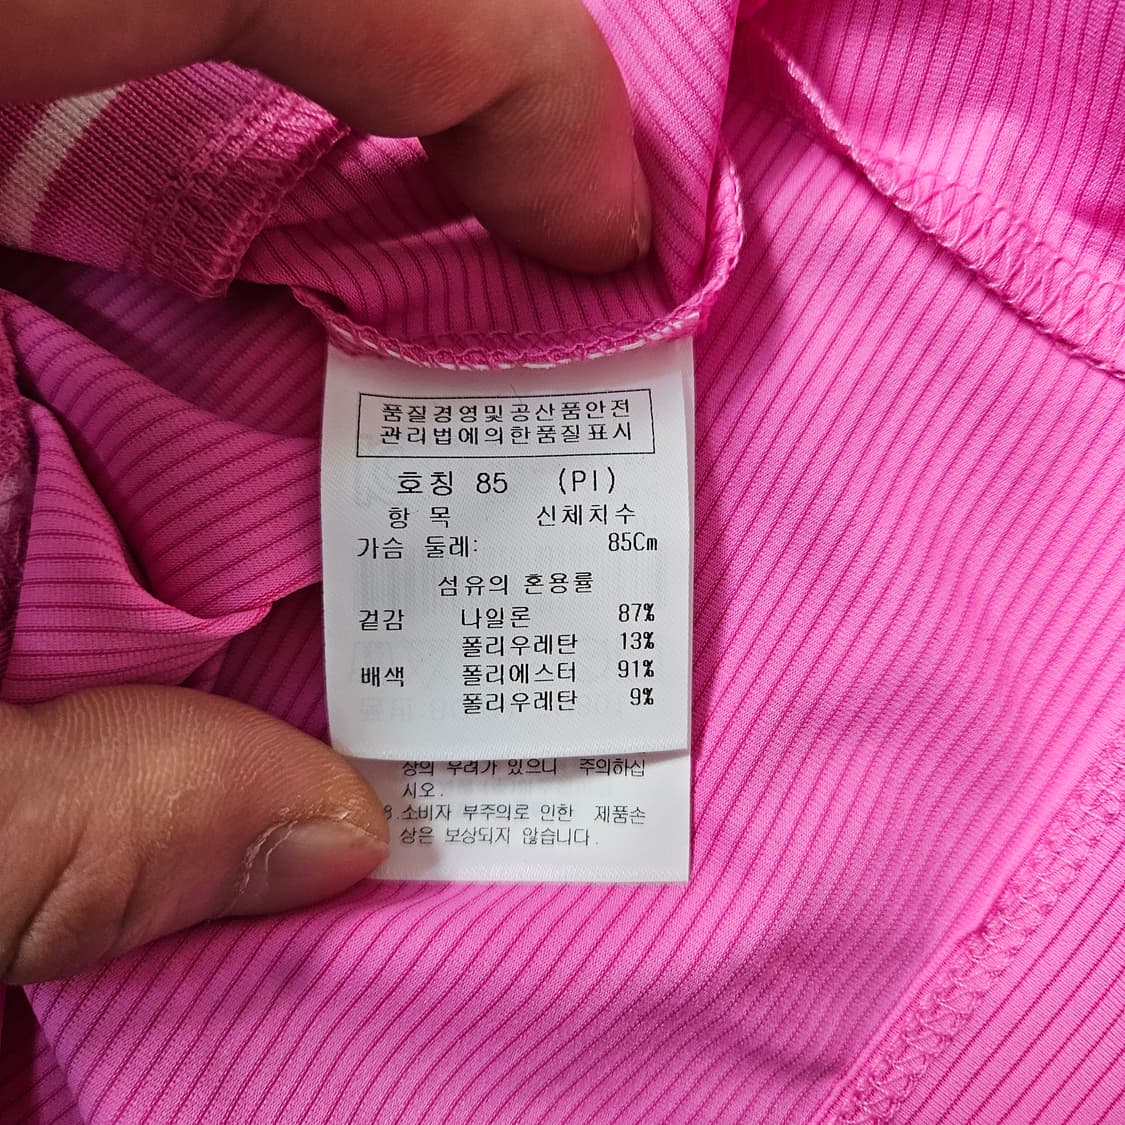 품질경영및공산품안전
관리법에의한품질표시
호칭 85 (PI)
항 목 신체치수
가슴 둘레: 85Cm
섬유의 혼용률
겉감 나일론 87%
폴리우레탄 13%
배색 폴리에스터 91%
폴리우레탄 9%
상의 우려가 있으니 주의하십
시오.
8.소비자 부주의로 인한 제품손
상은 보상되지 않습니다.